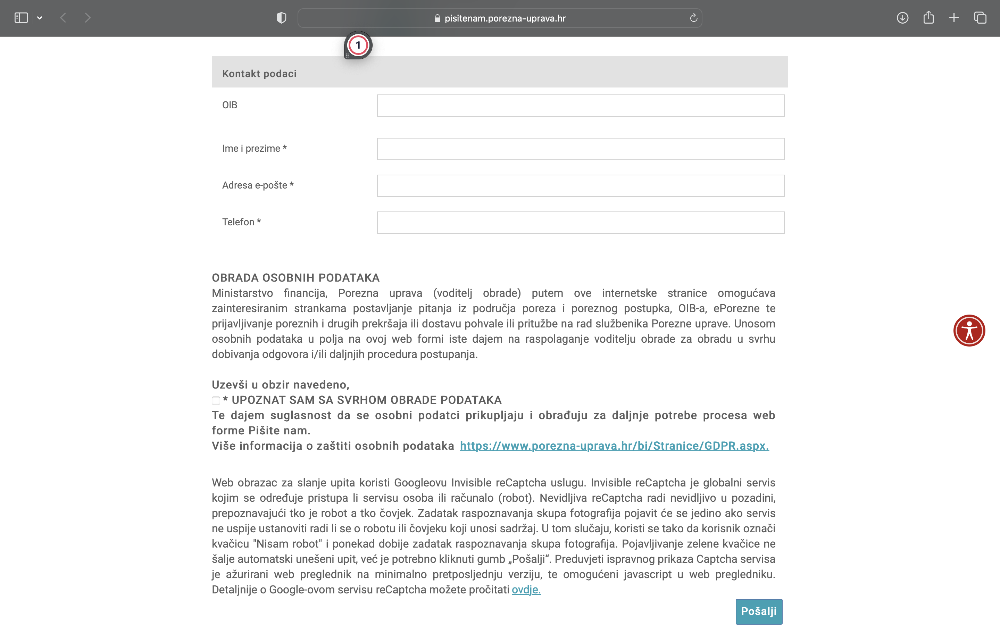 pisitenam.porezna-uprava.hr
1
Kontakt podaci
OIB
Ime i prezime *
Adresa e-pošte *
Telefon *
OBRADA OSOBNIH PODATAKA
Ministarstvo financija, Porezna uprava (voditelj obrade) putem ove internetske stranice omogućava
zainteresiranim strankama postavljanje pitanja iz područja poreza i poreznog postupka, OIB-a, ePorezne te
prijavljivanje poreznih i drugih prekršaja ili dostavu pohvale ili pritužbe na rad službenika Porezne uprave. Unosom
osobnih podataka u polja na ovoj web formi iste dajem na raspolaganje voditelju obrade za obradu u svrhu
dobivanja odgovora i/ili daljnjih procedura postupanja.
Uzevši u obzir navedeno,
* UPOZNAT SAM SA SVRHOM OBRADE PODATAKA
Te dajem suglasnost da se osobni podatci prikupljaju i obrađuju za daljnje potrebe procesa web
forme Pišite nam.
Više informacija o zaštiti osobnih podataka https://www.porezna-uprava.hr/bi/Stranice/GDPR.aspx.
Web obrazac za slanje upita koristi Googleovu Invisible reCaptcha uslugu. Invisible reCaptcha je globalni servis
kojim se određuje pristupa li servisu osoba ili računalo (robot). Nevidljiva reCaptcha radi nevidljivo u pozadini,
prepoznavajući tko je robot a tko čovjek. Zadatak raspoznavanja skupa fotografija pojavit će se jedino ako servis
ne uspije ustanoviti radi li se o robotu ili čovjeku koji unosi sadržaj. U tom slučaju, koristi se tako da korisnik označi
kvačicu "Nisam robot" i ponekad dobije zadatak raspoznavanja skupa fotografija. Pojavljivanje zelene kvačice ne
šalje automatski unešeni upit, već je potrebno kliknuti gumb „Pošalji“. Preduvjeti ispravnog prikaza Captcha servisa
je ažurirani web preglednik na minimalno pretposljednju verziju, te omogućeni javascript u web pregledniku.
Detaljnije o Google-ovom servisu reCaptcha možete pročitati ovdje.
Pošalji